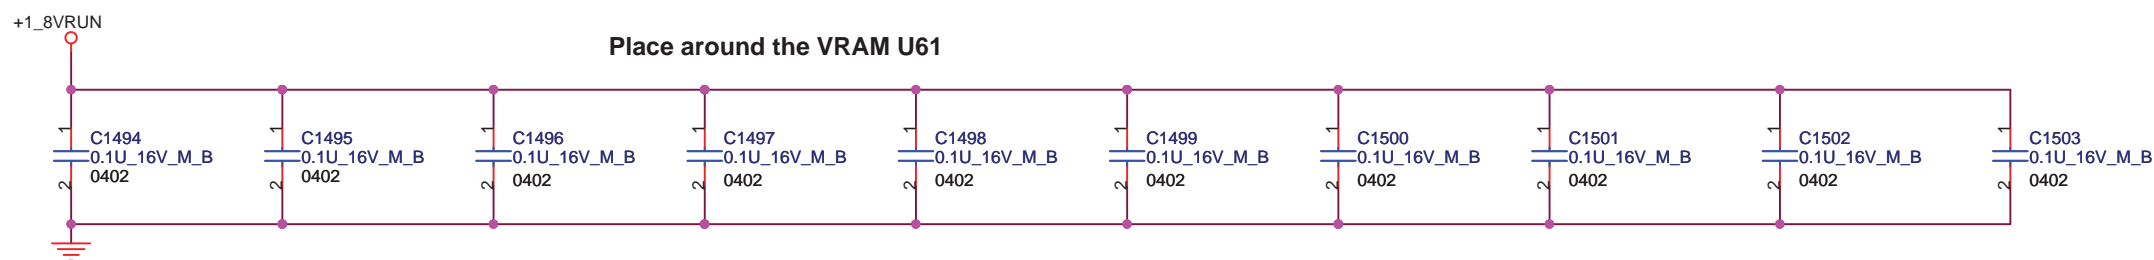 +1_8VRUN
Place around the VRAM U61
1 1 1 1 1 1 1 1 1 1
C1494 C1495 C1496 C1497 C1498 C1499 C1500 C1501 C1502 C1503
0.1U_16V_M_B 0.1U_16V_M_B 0.1U_16V_M_B 0.1U_16V_M_B 0.1U_16V_M_B 0.1U_16V_M_B 0.1U_16V_M_B 0.1U_16V_M_B 0.1U_16V_M_B 0.1U_16V_M_B
0402 0402 0402 0402 0402 0402 0402 0402 0402 0402
2 2 2 2 2 2 2 2 2 2